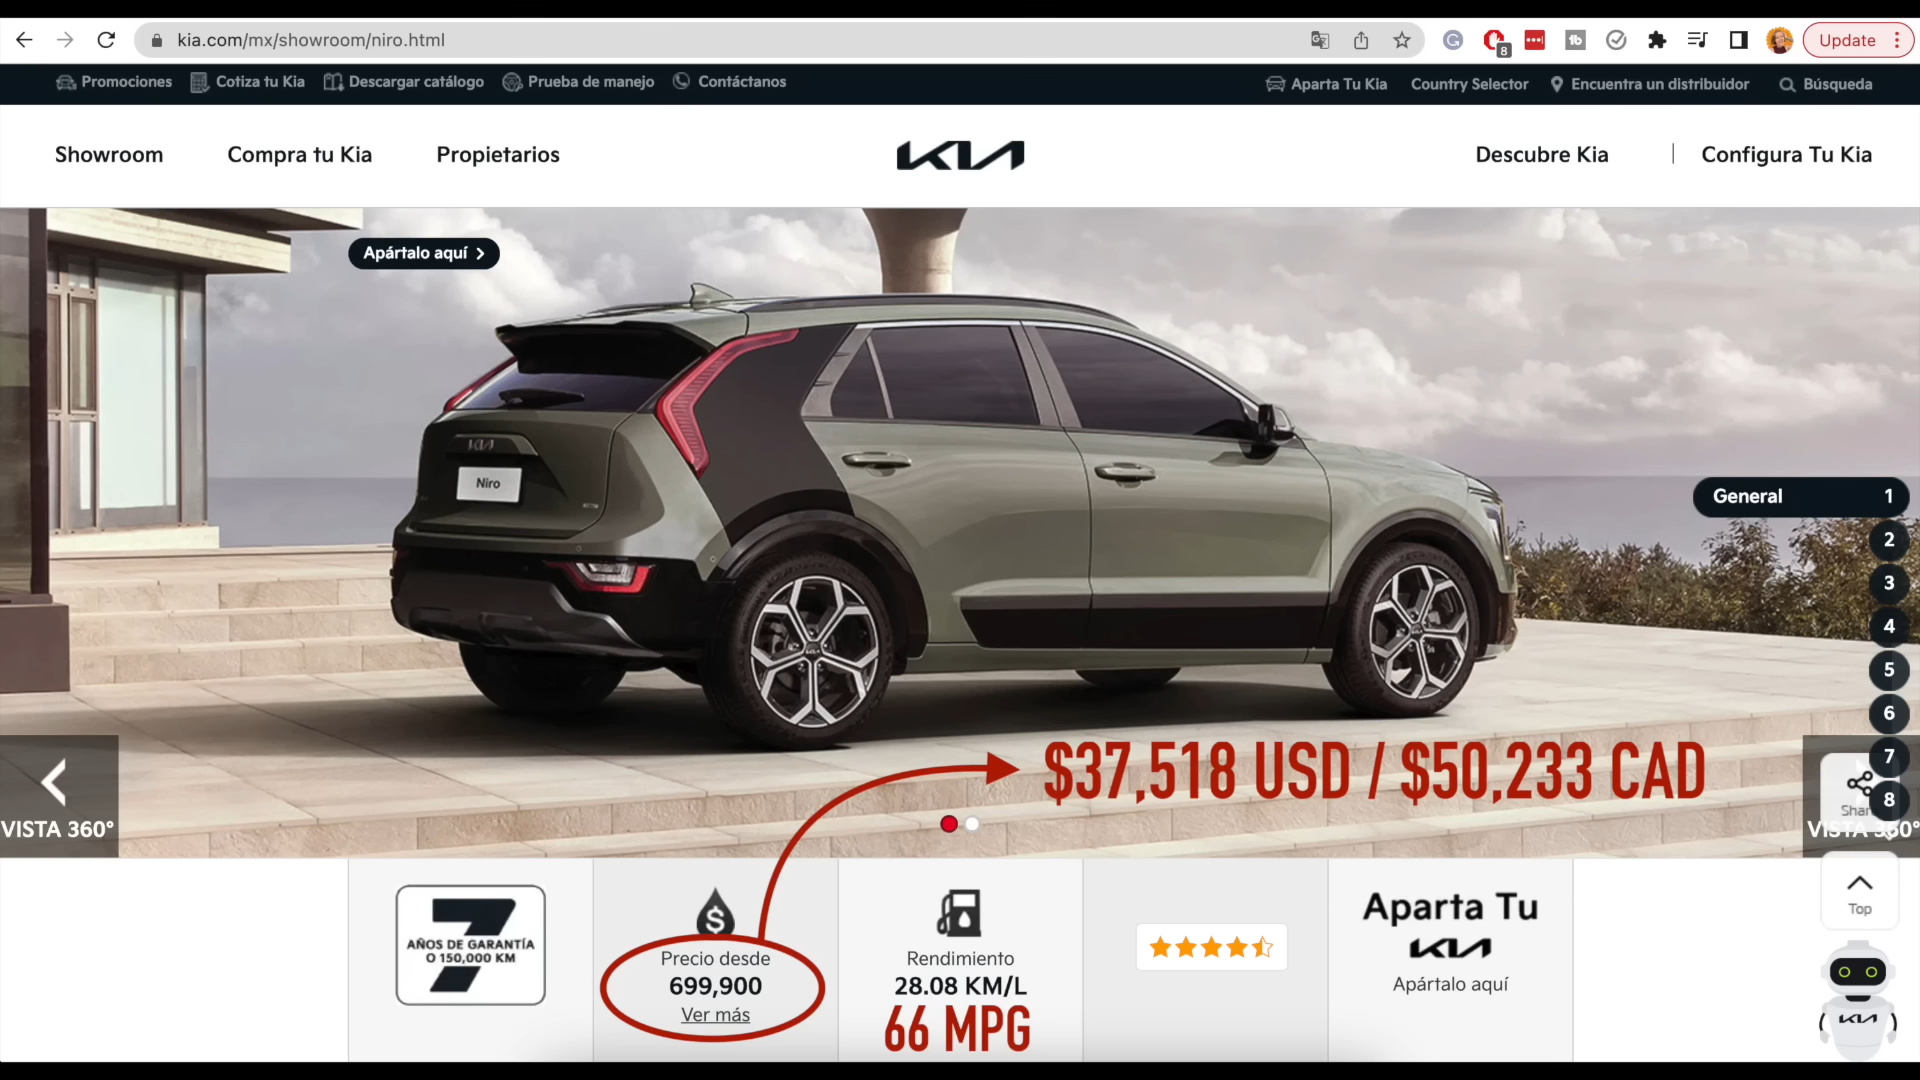 kia.com/mx/showroom/niro.html
8
Update
Promociones
Cotiza tu Kia
Descargar catálogo
Prueba de manejo
Contáctanos
Aparta Tu Kia
Country Selector
Encuentra un distribuidor
Búsqueda
Showroom
Compra tu Kia
Propietarios
KIA
Descubre Kia
Configura Tu Kia
Apártalo aquí
KIA
Niro
General 1
2
3
4
5
6
7
8
$37,518 USD / $50,233 CAD
VISTA 360°
Shar
VISTA 360°
7
AÑOS DE GARANTÍA
O 150,000 KM
$
Precio desde
699,900
Ver más
Rendimiento
28.08 KM/L
66 MPG
Aparta Tu
KIA
Apártalo aquí
Top
KIA